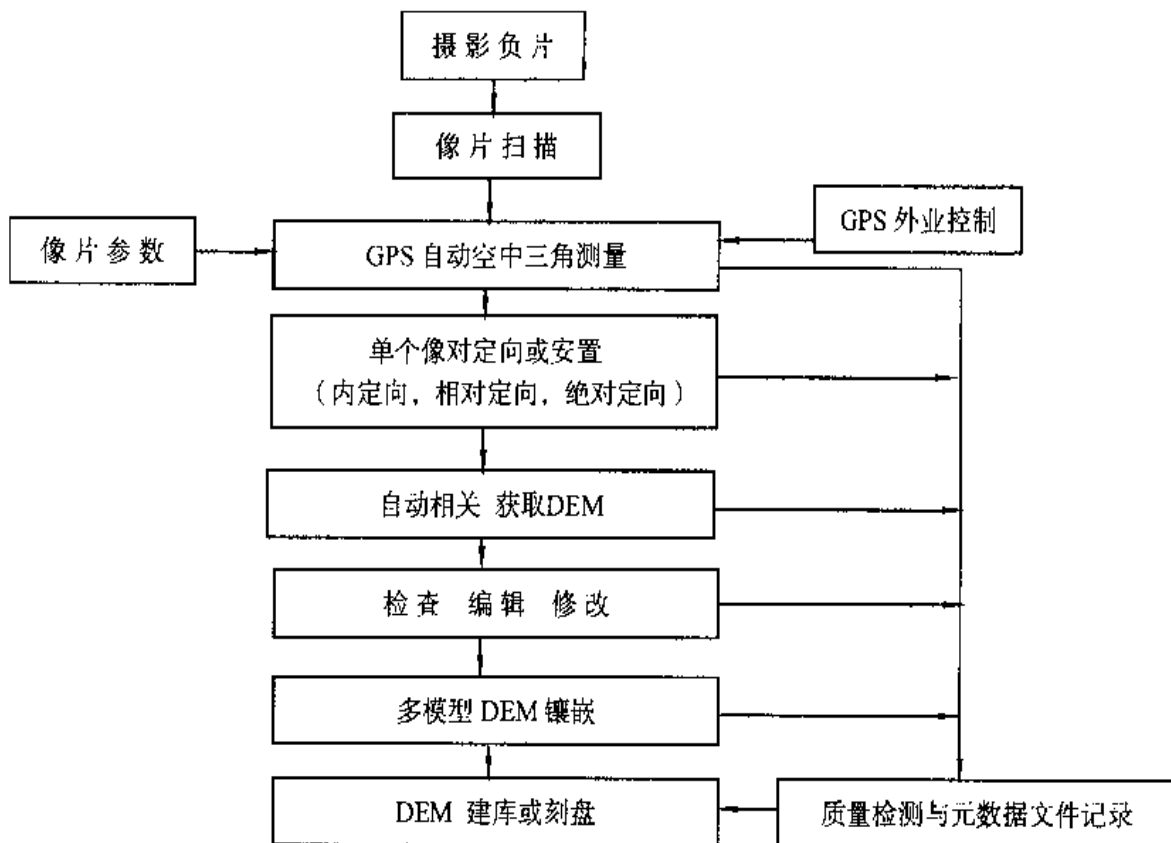 摄影负片
像片扫描
GPS 外业控制
像片参数
GPS 自动空中三角测量
单个像对定向或安置
（内定向，相对定向，绝对定向）
自动相关 获取DEM
检查 编辑 修改
多模型 DEM 镶嵌
DEM 建库或刻盘
质量检测与元数据文件记录